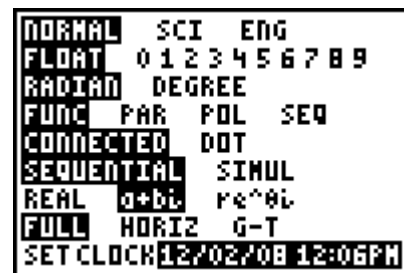 NORMAL SCI ENG
FLOAT 0 1 2 3 4 5 6 7 8 9
RADIAN DEGREE
FUNC PAR POL SEQ
CONNECTED DOT
SEQUENTIAL SIMUL
REAL a+bi re^θi
FULL HORIZ G-T
SET CLOCK 12/02/08 12:06PM